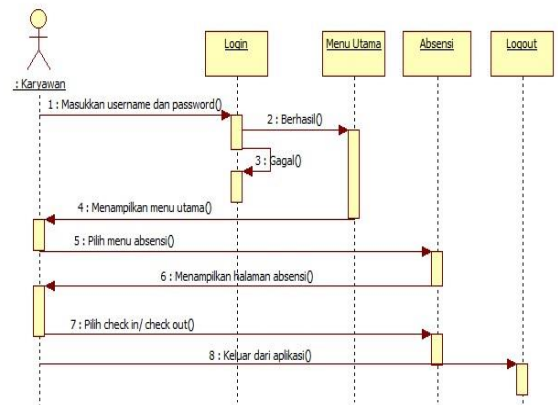 Login
Menu Utama
Absensi
Logout
: Karyawan
1 : Masukkan username dan password()
2 : Berhasil()
3 : Gagal()
4 : Menampilkan menu utama()
5 : Pilih menu absensi()
6 : Menampilkan halaman absensi()
7 : Pilih check in/ check out()
8 : Keluar dari aplikasi()